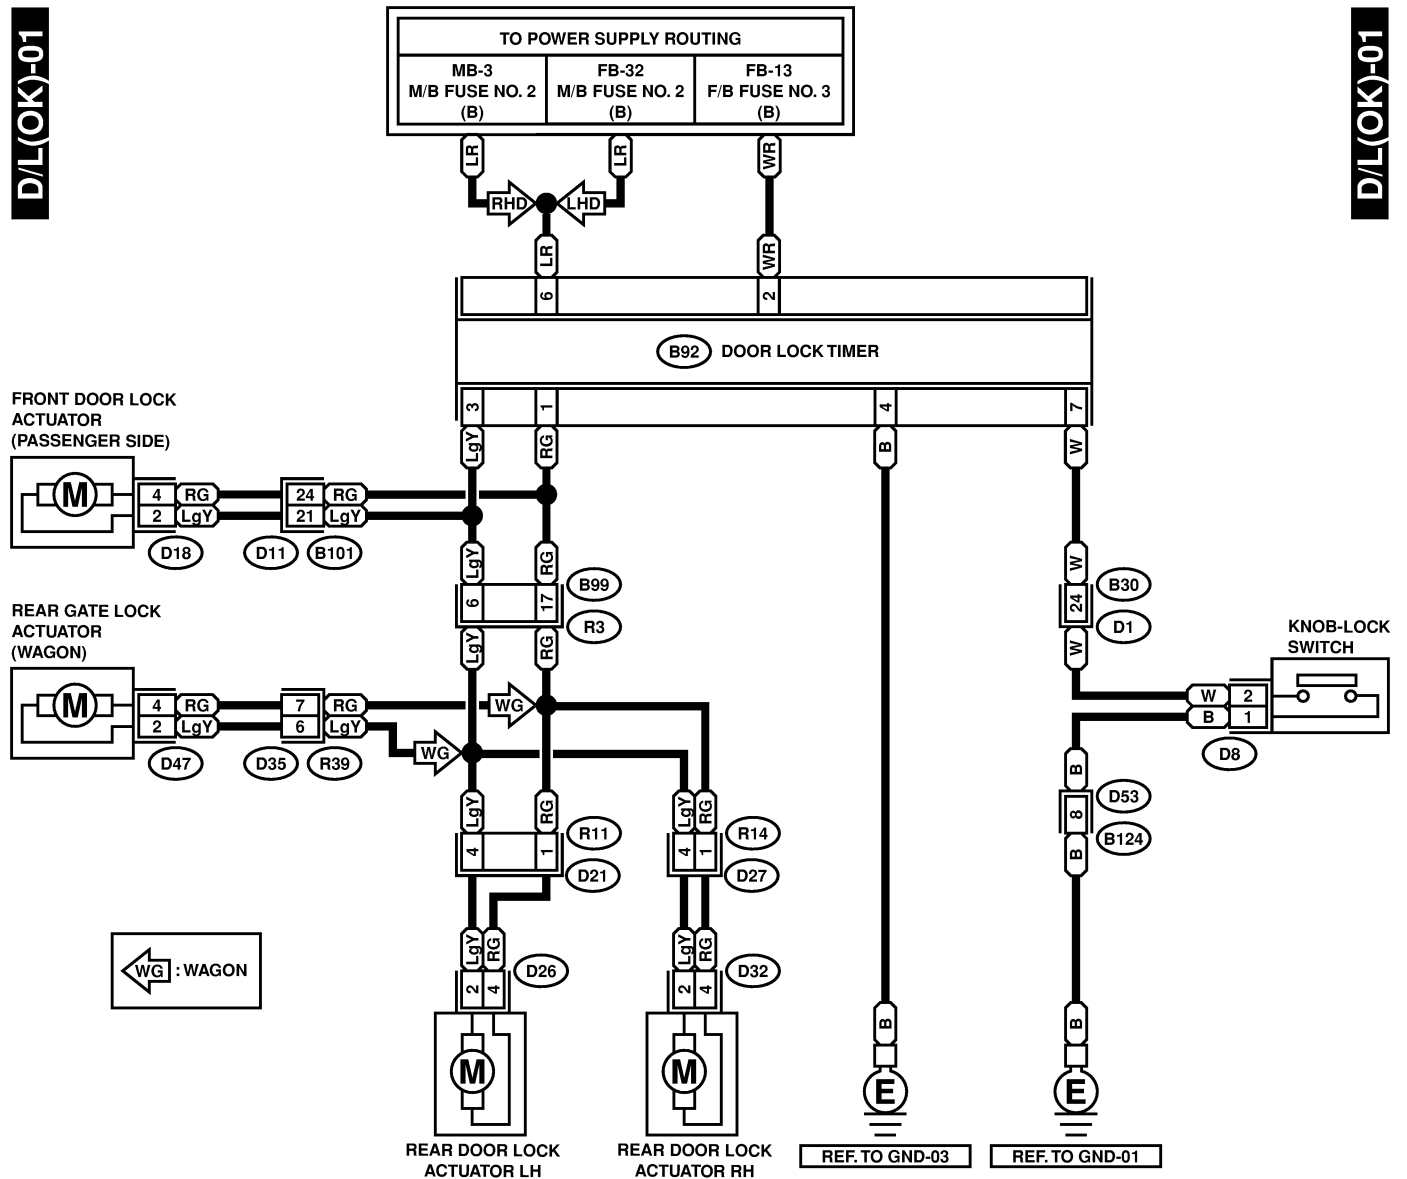 D/L(OK)-01
D/L(OK)-01
TO POWER SUPPLY ROUTING
MB-3
M/B FUSE NO. 2
(B)
FB-32
M/B FUSE NO. 2
(B)
FB-13
F/B FUSE NO. 3
(B)
LR
LR
WR
RHD
LHD
LR
WR
6
2
B92
DOOR LOCK TIMER
3
1
4
7
LgY
RG
B
W
FRONT DOOR LOCK
ACTUATOR
(PASSENGER SIDE)
M
4
RG
24
RG
2
LgY
21
LgY
D18
D11
B101
LgY
RG
W
6
17
B99
R3
24
B30
D1
LgY
RG
W
REAR GATE LOCK
ACTUATOR
(WAGON)
M
4
RG
7
RG
WG
2
LgY
6
LgY
WG
D47
D35
R39
KNOB-LOCK
SWITCH
W
2
B
1
D8
B
8
D53
B124
B
LgY
RG
LgY
RG
4
1
R11
D21
4
1
R14
D27
WG
: WAGON
LgY
RG
D26
2
4
LgY
RG
D32
2
4
B
B
M
M
E
E
REAR DOOR LOCK
ACTUATOR LH
REAR DOOR LOCK
ACTUATOR RH
REF. TO GND-03
REF. TO GND-01